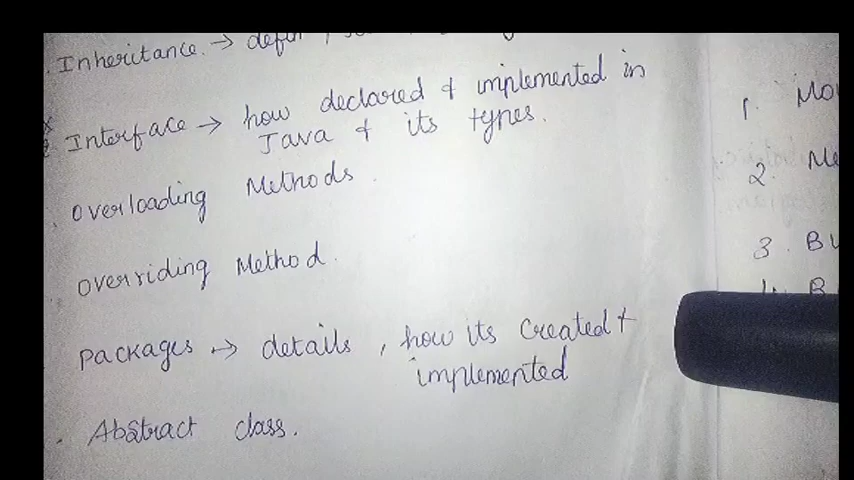 Inheritance. →
Interface → how declared & implemented in
Java & its types.
Overloading Methods
Overriding Method.
Packages → details, how its created &
implemented
Abstract class.
1.
2.
3.